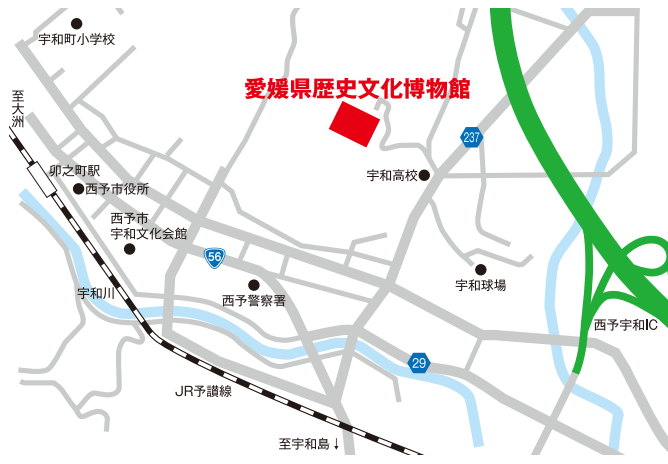 宇和町小学校
愛媛県歴史文化博物館
至大洲
237
卯之町駅
宇和高校
西予市役所
西予市
宇和文化会館
56
宇和川
西予警察署
宇和球場
西予宇和IC
29
JR予讃線
至宇和島↓